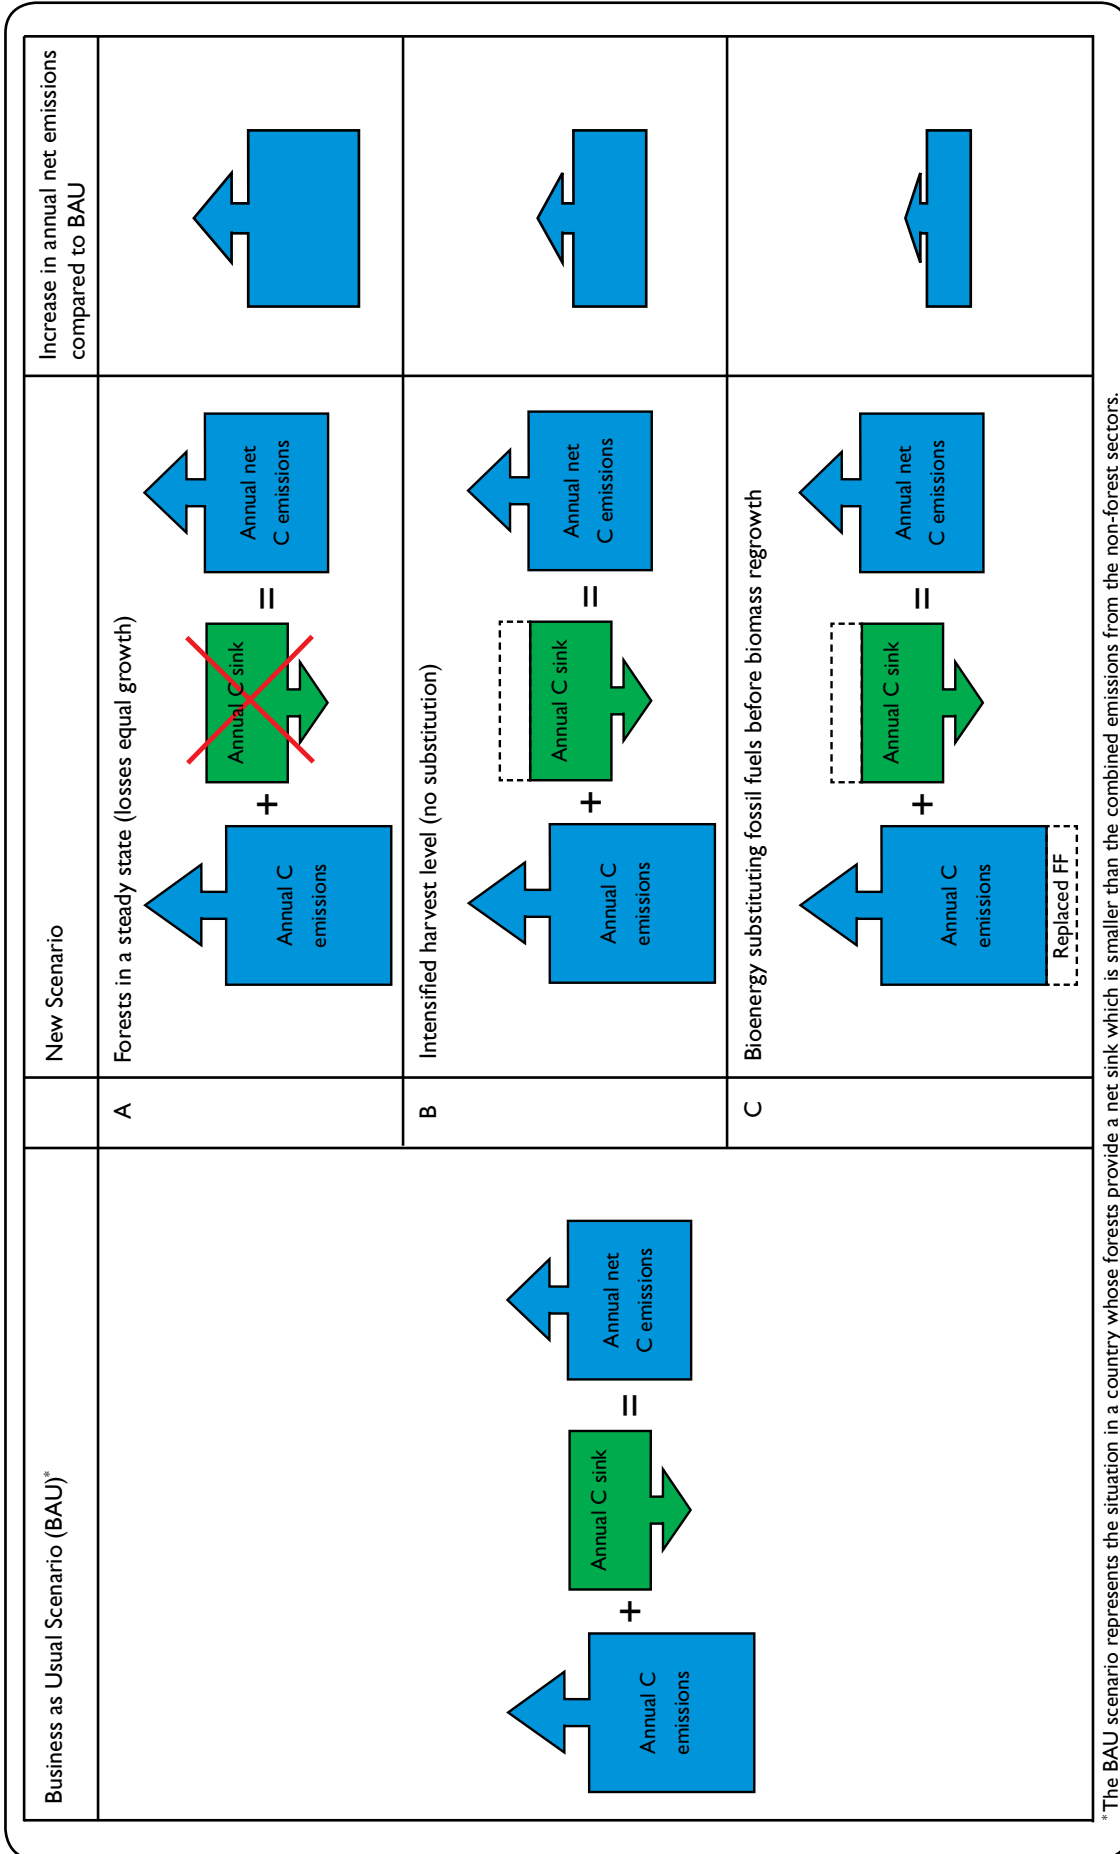 Business as Usual Scenario (BAU)*
New Scenario
Increase in annual net emissions
compared to BAU
Annual C
emissions
+
Annual C sink
=
Annual net
C emissions
A
Forests in a steady state (losses equal growth)
Annual C
emissions
+
Annual C sink
=
Annual net
C emissions
B
Intensified harvest level (no substitution)
Annual C
emissions
+
Annual C sink
=
Annual net
C emissions
C
Bioenergy substituting fossil fuels before biomass regrowth
Annual C
emissions
Replaced FF
+
Annual C sink
=
Annual net
C emissions
*The BAU scenario represents the situation in a country whose forests provide a net sink which is smaller than the combined emissions from the non-forest sectors.